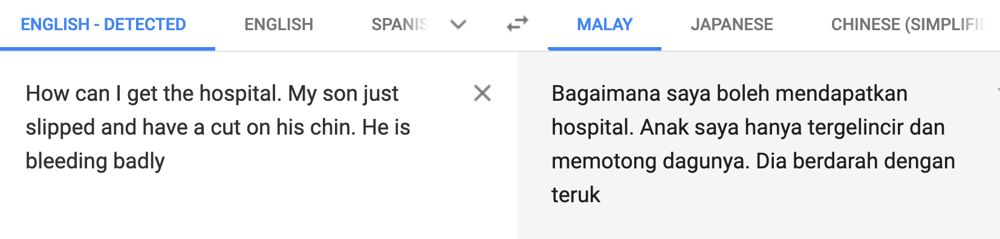 ENGLISH - DETECTED ENGLISH SPANIS MALAY JAPANESE CHINESE (SIMPLIFIE
How can I get the hospital. My son just
slipped and have a cut on his chin. He is
bleeding badly
Bagaimana saya boleh mendapatkan
hospital. Anak saya hanya tergelincir dan
memotong dagunya. Dia berdarah dengan
teruk